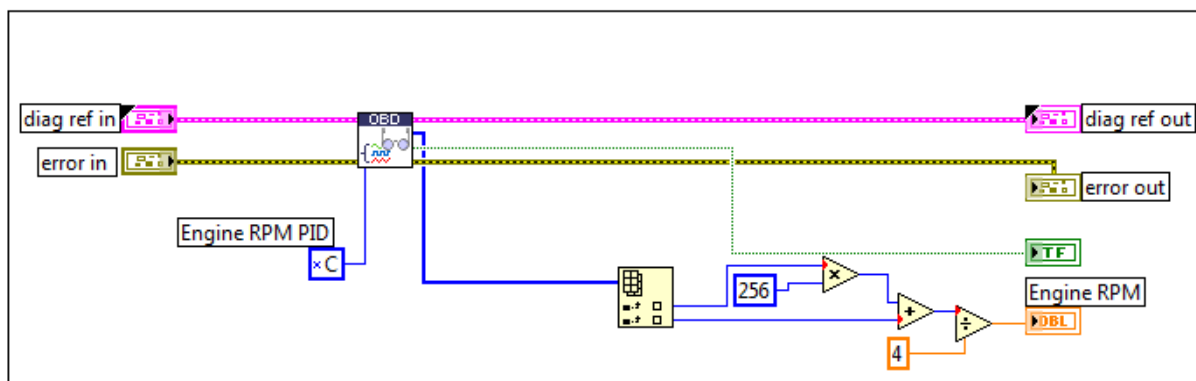 diag ref in
OBD
diag ref out
error in
error out
Engine RPM PID
×C
TF
256
×
Engine RPM
+
÷
DBL
4